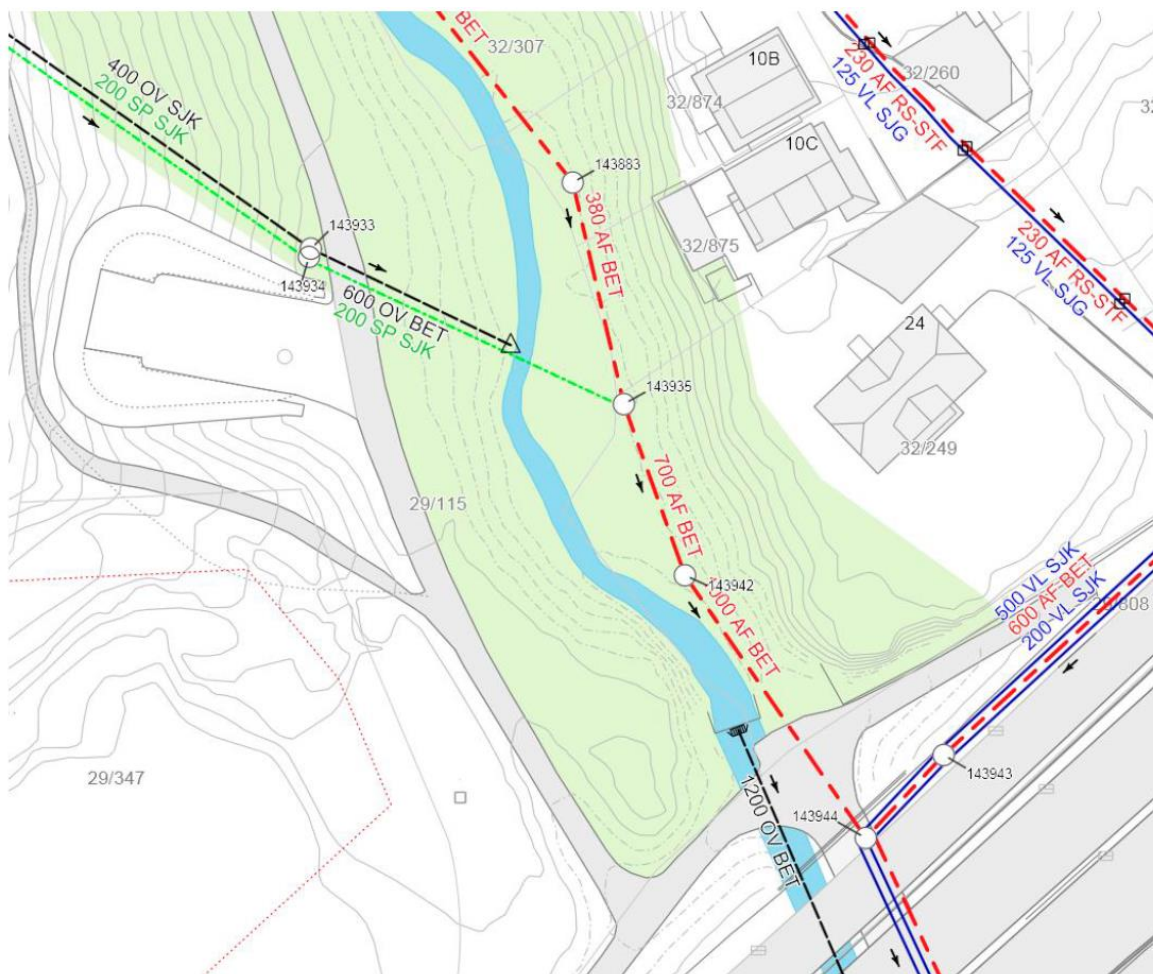 BET
32/307
10B
32/874
32/260
230 AF RS-STF
125 VL SJG
400 OV SJK
200 SP SJK
10C
143883
380 AF BET
143933
32/875
230 AF RS-STF
125 VL SJG
143934
600 OV BET
200 SP SJK
24
143935
32/249
700 AF BET
29/115
143942
AF BET
500 VL SJK
600 AF BET
200 VL SJK
808
143943
29/347
1200 OV BET
143944